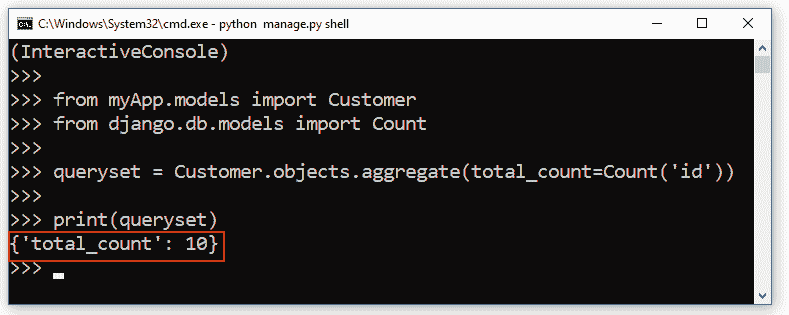 C:\Windows\System32\cmd.exe - python  manage.py shell
(InteractiveConsole)
>>>
>>> from myApp.models import Customer
>>> from django.db.models import Count
>>>
>>> queryset = Customer.objects.aggregate(total_count=Count('id'))
>>>
>>> print(queryset)
{'total_count': 10}
>>>